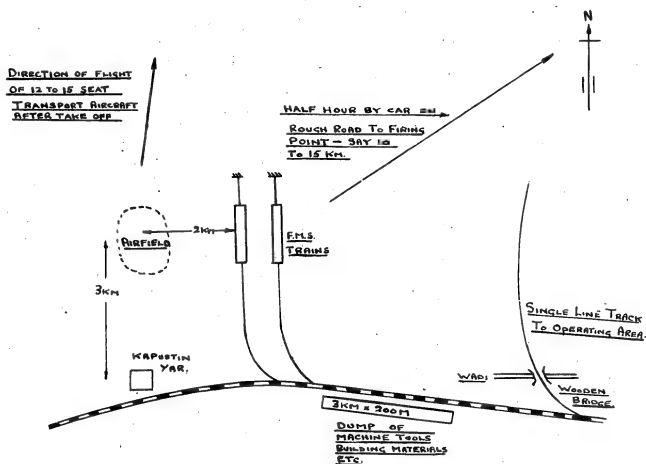 N
DIRECTION OF FLIGHT
OF 12 TO 15 SEAT
TRANSPORT AIRCRAFT
AFTER TAKE OFF
HALF HOUR BY CAR ON
ROUGH ROAD TO FIRING
POINT - SAY 10
TO 15 KM.
AIRFIELD
2KM
F.M.S.
TRAINS
3KM
KAPUSTIN
YAR.
SINGLE LINE TRACK
TO OPERATING AREA.
WADI
WOODEN
BRIDGE.
3KM x 200M
DUMP OF
MACHINE TOOLS
BUILDING MATERIALS
ETC.